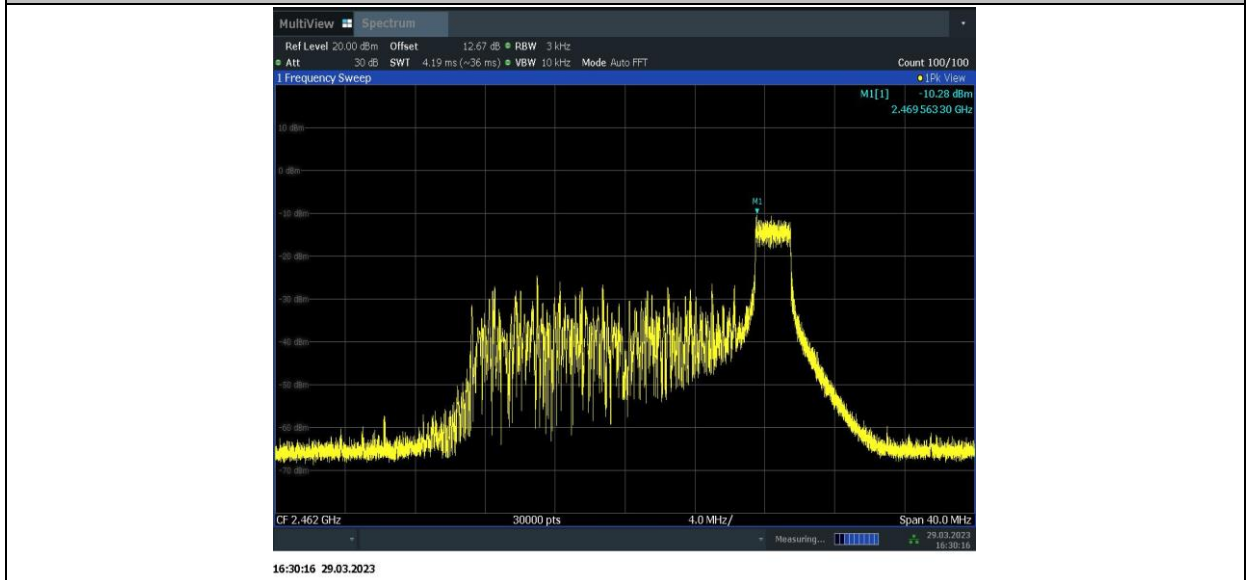 MultiView Spectrum
Ref Level 20.00 dBm Offset 12.67 dB RBW 3 kHz
Att 30 dB SWT 4.19 ms (~36 ms) VBW 10 kHz Mode Auto FFT Count 100/100
1 Frequency Sweep 1Pk View
M1[1] -10.28 dBm
2.469 563 30 GHz
10 dBm
0 dBm
M1
-10 dBm
-20 dBm
-30 dBm
-40 dBm
-50 dBm
-60 dBm
-70 dBm
CF 2.462 GHz 30000 pts 4.0 MHz/ Span 40.0 MHz
Measuring... 29.03.2023
16:30:16
16:30:16 29.03.2023